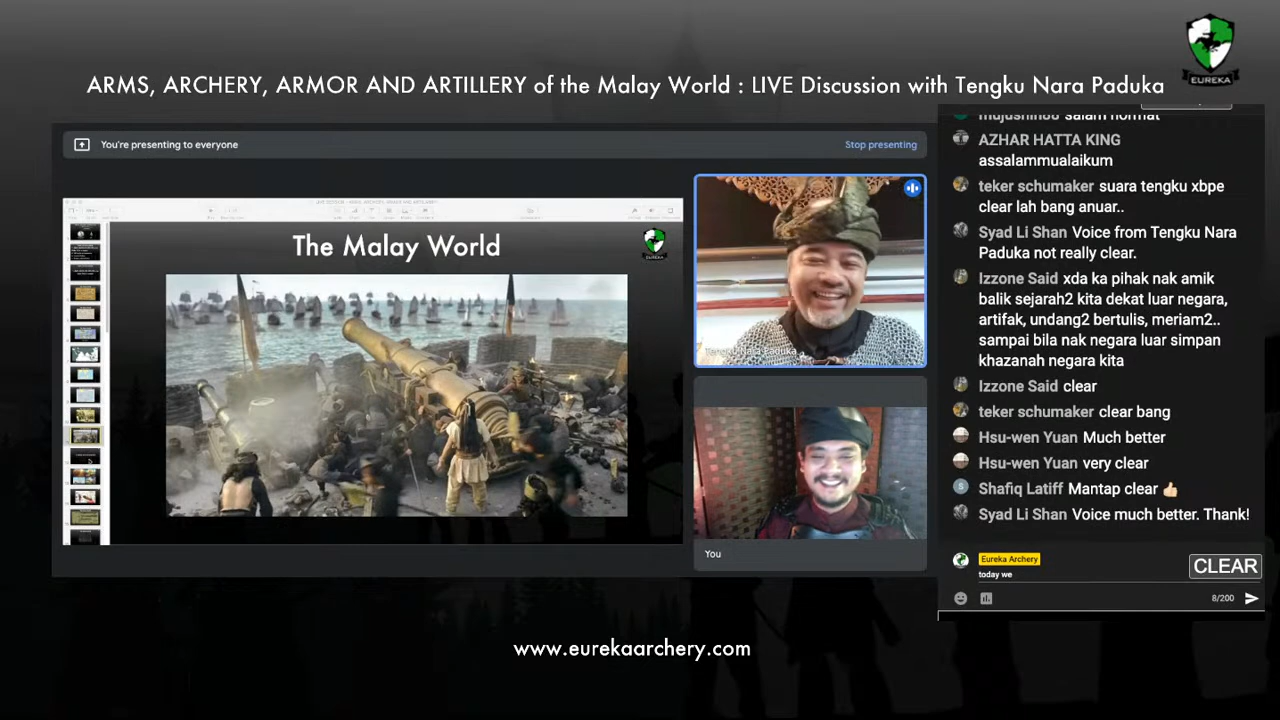 EUREKA
ARMS, ARCHERY, ARMOR AND ARTILLERY of the Malay World : LIVE Discussion with Tengku Nara Paduka
You're presenting to everyone
Stop presenting
The Malay World
EUREKA
Tengku Nara Paduka
You
salam hormat
AZHAR HATTA KING
assalammualaikum
teker schumaker suara tengku xbpe
clear lah bang anuar..
Syad Li Shan Voice from Tengku Nara
Paduka not really clear.
Izzone Said xda ka pihak nak amik
balik sejarah2 kita dekat luar negara,
artifak, undang2 bertulis, meriam2..
sampai bila nak negara luar simpan
khazanah negara kita
Izzone Said clear
teker schumaker clear bang
Hsu-wen Yuan Much better
Hsu-wen Yuan very clear
Shafiq Latiff Mantap clear 👍🏼
Syad Li Shan Voice much better. Thank!
Eureka Archery
today we
CLEAR
8/200
www.eurekaarchery.com